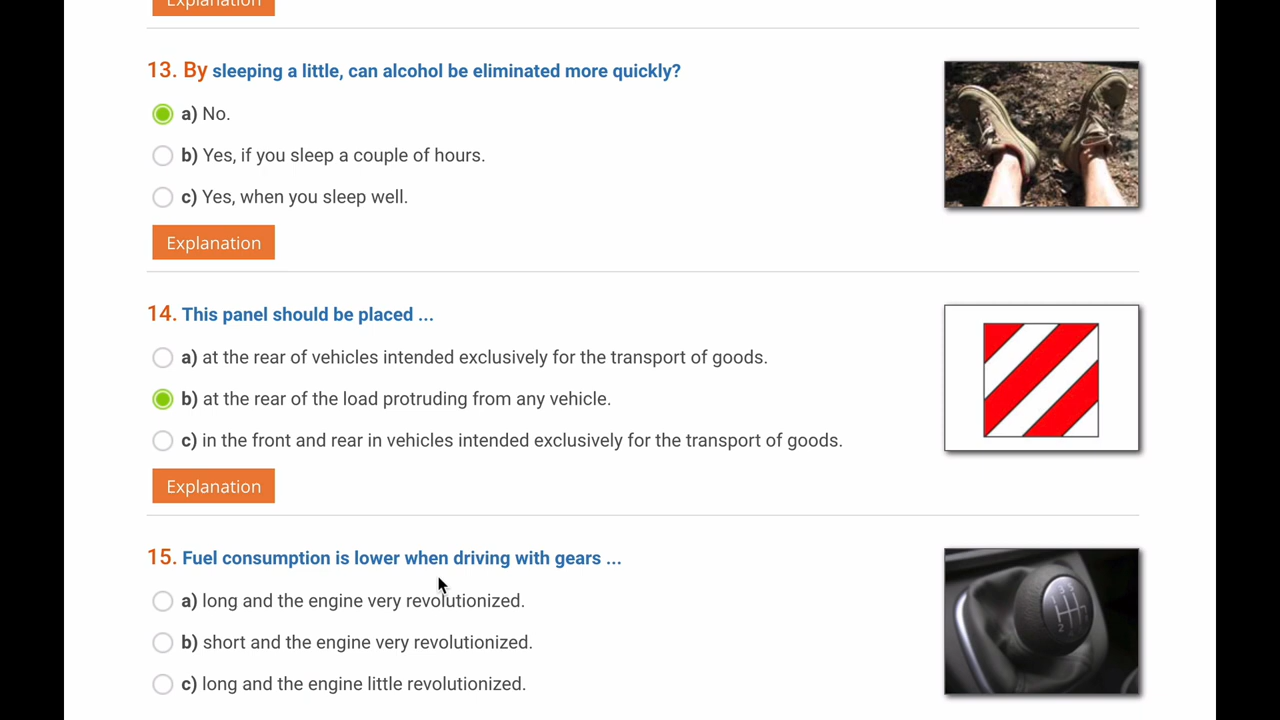 Explanation
13. By sleeping a little, can alcohol be eliminated more quickly?
a) No.
b) Yes, if you sleep a couple of hours.
c) Yes, when you sleep well.
Explanation
14. This panel should be placed ...
a) at the rear of vehicles intended exclusively for the transport of goods.
b) at the rear of the load protruding from any vehicle.
c) in the front and rear in vehicles intended exclusively for the transport of goods.
Explanation
15. Fuel consumption is lower when driving with gears ...
a) long and the engine very revolutionized.
b) short and the engine very revolutionized.
c) long and the engine little revolutionized.